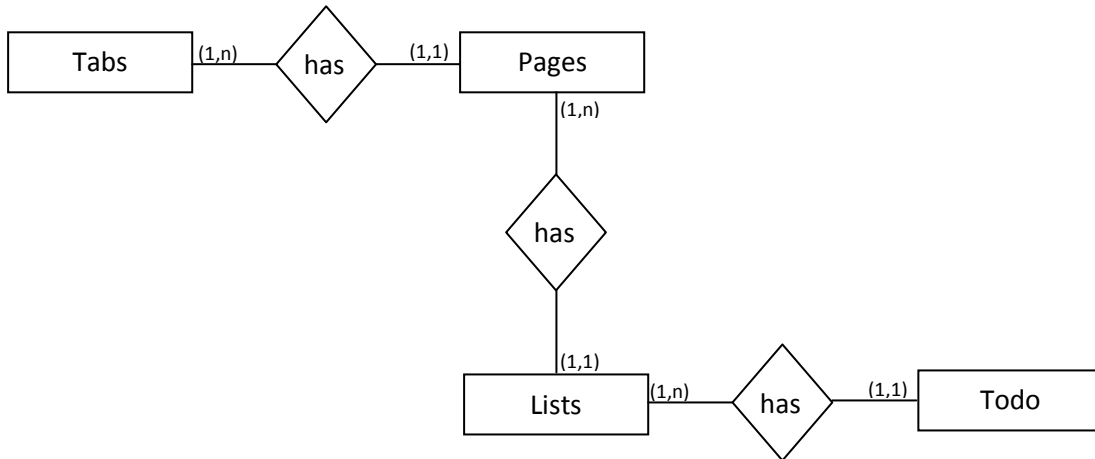 Tabs
(1,n)
has
(1,1)
Pages
(1,n)
has
(1,1)
Lists
(1,n)
has
(1,1)
Todo